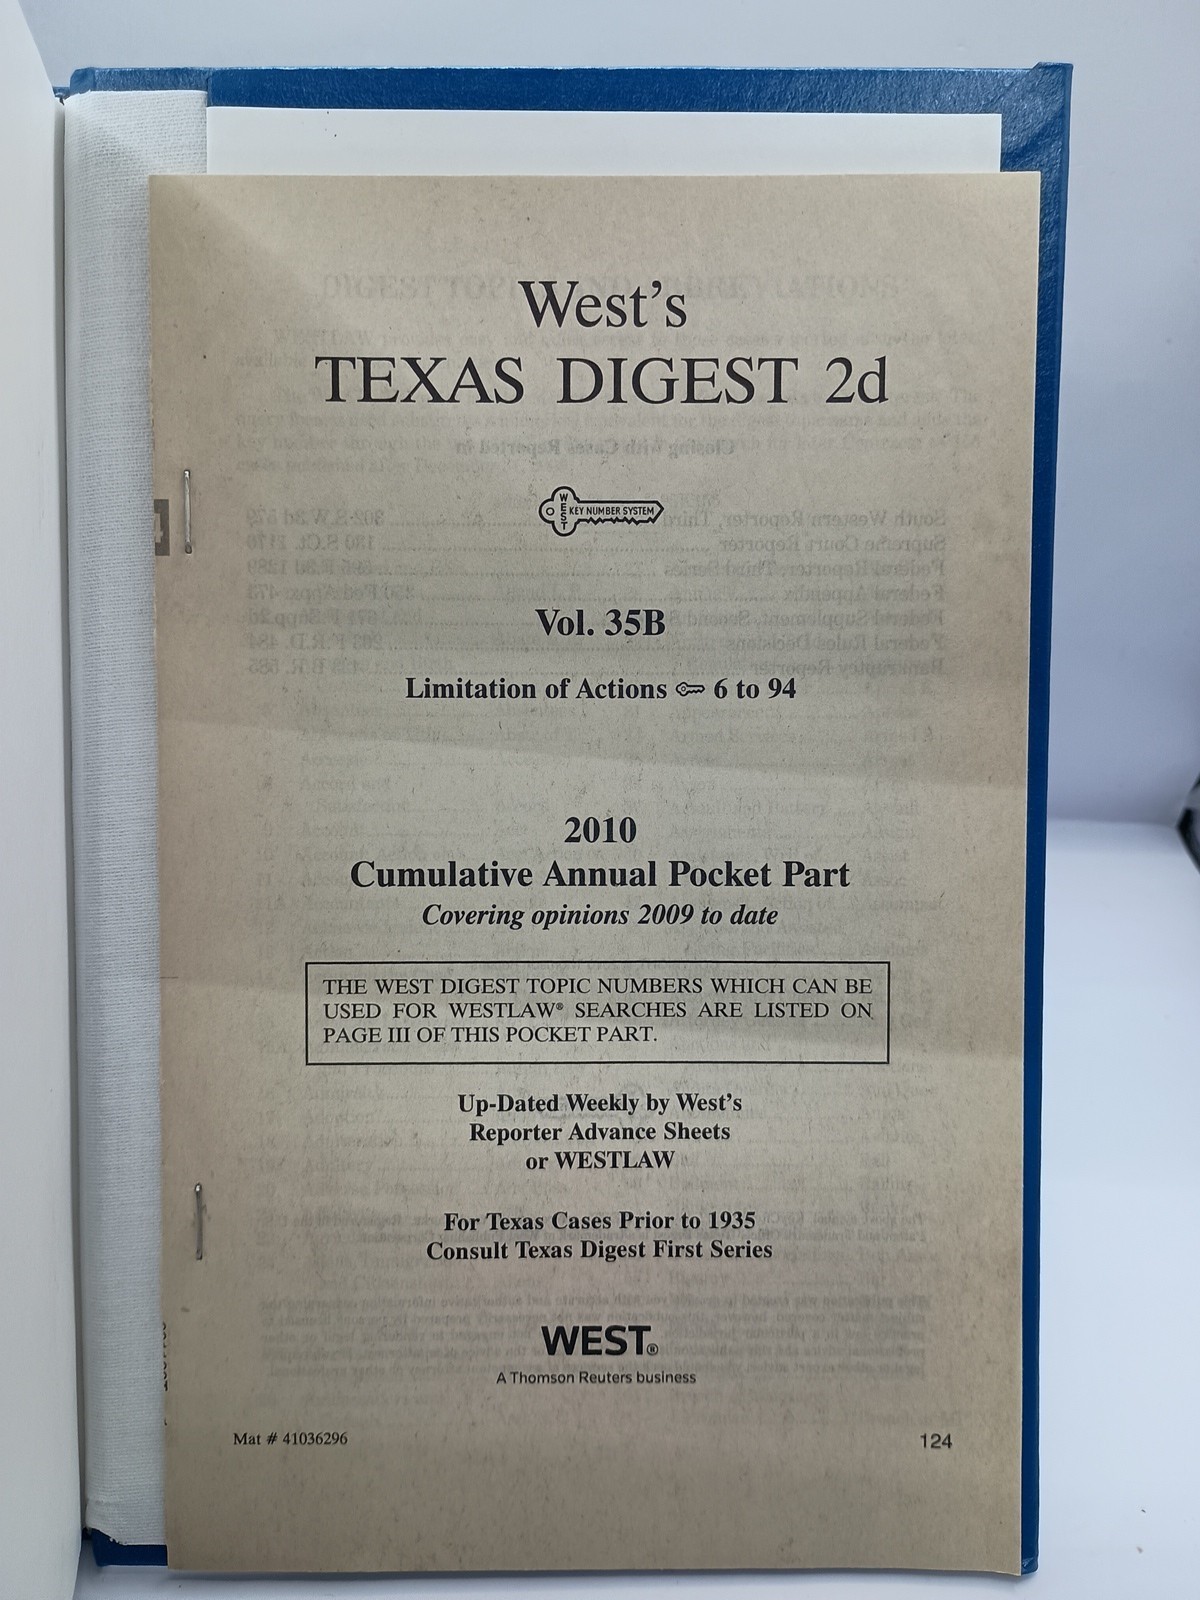 West's
TEXAS DIGEST 2d
WEST KEY NUMBER SYSTEM
Vol. 35B
Limitation of Actions 6 to 94
2010
Cumulative Annual Pocket Part
Covering opinions 2009 to date
THE WEST DIGEST TOPIC NUMBERS WHICH CAN BE
USED FOR WESTLAW® SEARCHES ARE LISTED ON
PAGE III OF THIS POCKET PART.
Up-Dated Weekly by West's
Reporter Advance Sheets
or WESTLAW
For Texas Cases Prior to 1935
Consult Texas Digest First Series
WEST®
A Thomson Reuters business
Mat # 41036296
124